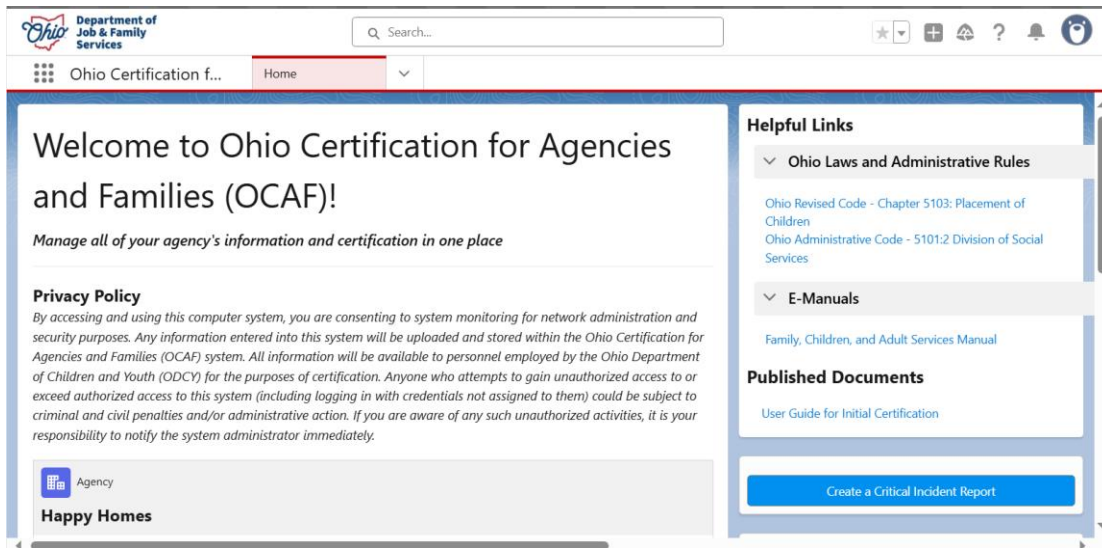 Ohio
Department of
Job & Family
Services
Search...
Ohio Certification f...
Home
Welcome to Ohio Certification for Agencies
and Families (OCAF)!
Manage all of your agency's information and certification in one place
Privacy Policy
By accessing and using this computer system, you are consenting to system monitoring for network administration and
security purposes. Any information entered into this system will be uploaded and stored within the Ohio Certification for
Agencies and Families (OCAF) system. All information will be available to personnel employed by the Ohio Department
of Children and Youth (ODCY) for the purposes of certification. Anyone who attempts to gain unauthorized access to or
exceed authorized access to this system (including logging in with credentials not assigned to them) could be subject to
criminal and civil penalties and/or administrative action. If you are aware of any such unauthorized activities, it is your
responsibility to notify the system administrator immediately.
Agency
Happy Homes
Helpful Links
Ohio Laws and Administrative Rules
Ohio Revised Code - Chapter 5103: Placement of
Children
Ohio Administrative Code - 5101:2 Division of Social
Services
E-Manuals
Family, Children, and Adult Services Manual
Published Documents
User Guide for Initial Certification
Create a Critical Incident Report